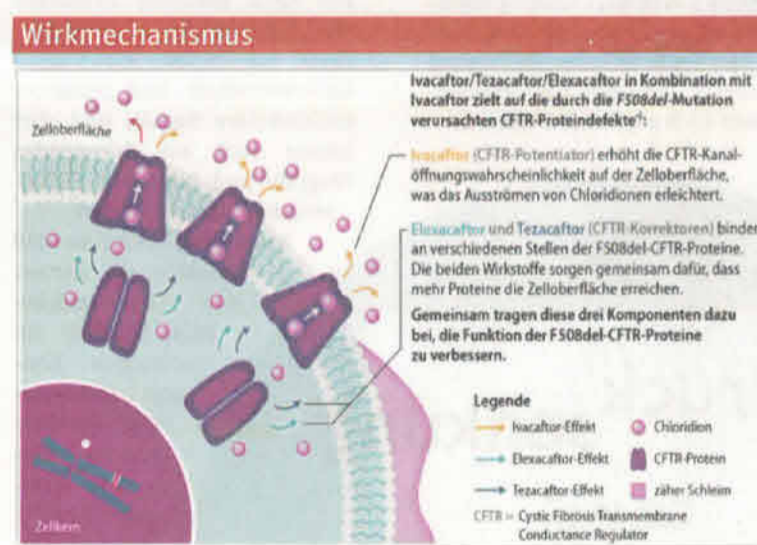 Wirkmechanismus
Zelloberfläche
Ivacaftor/Tezacaftor/Elexacaftor in Kombination mit
Ivacaftor zielt auf die durch die F508del-Mutation
verursachten CFTR-Proteindefekte
Ivacaftor (CFTR-Potentiator) erhöht die CFTR-Kanal-
öffnungswahrscheinlichkeit auf der Zelloberfläche,
was das Ausströmen von Chloridionen erleichtert.
Elexacaftor und Tezacaftor (CFTR-Korrektoren) binden
an verschiedenen Stellen der F508del-CFTR-Proteine.
Die beiden Wirkstoffe sorgen gemeinsam dafür, dass
mehr Proteine die Zelloberfläche erreichen.
Gemeinsam tragen diese drei Komponenten dazu
bei, die Funktion der F508del-CFTR-Proteine
zu verbessern.
Zellkern
Legende
Ivacaftor-Effekt
Chloridion
Elexacaftor-Effekt
CFTR-Protein
Tezacaftor-Effekt
zäher Schleim
CFTR = Cystic Fibrosis Transmembrane
Conductance Regulator